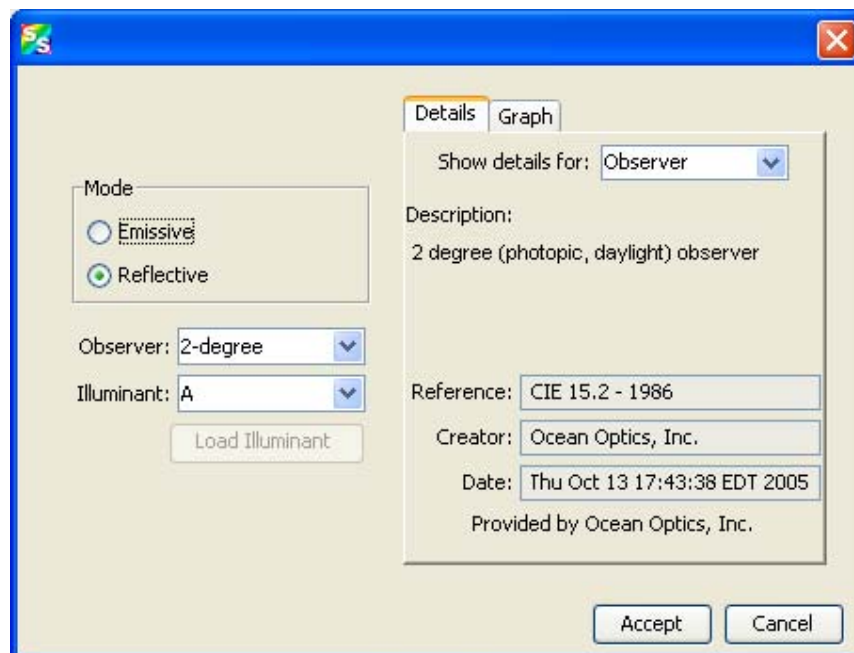 Mode
Emissive
Reflective
Observer: 2-degree
Illuminant: A
Load Illuminant
Details Graph
Show details for: Observer
Description:
2 degree (photopic, daylight) observer
Reference: CIE 15.2 - 1986
Creator: Ocean Optics, Inc.
Date: Thu Oct 13 17:43:38 EDT 2005
Provided by Ocean Optics, Inc.
Accept Cancel